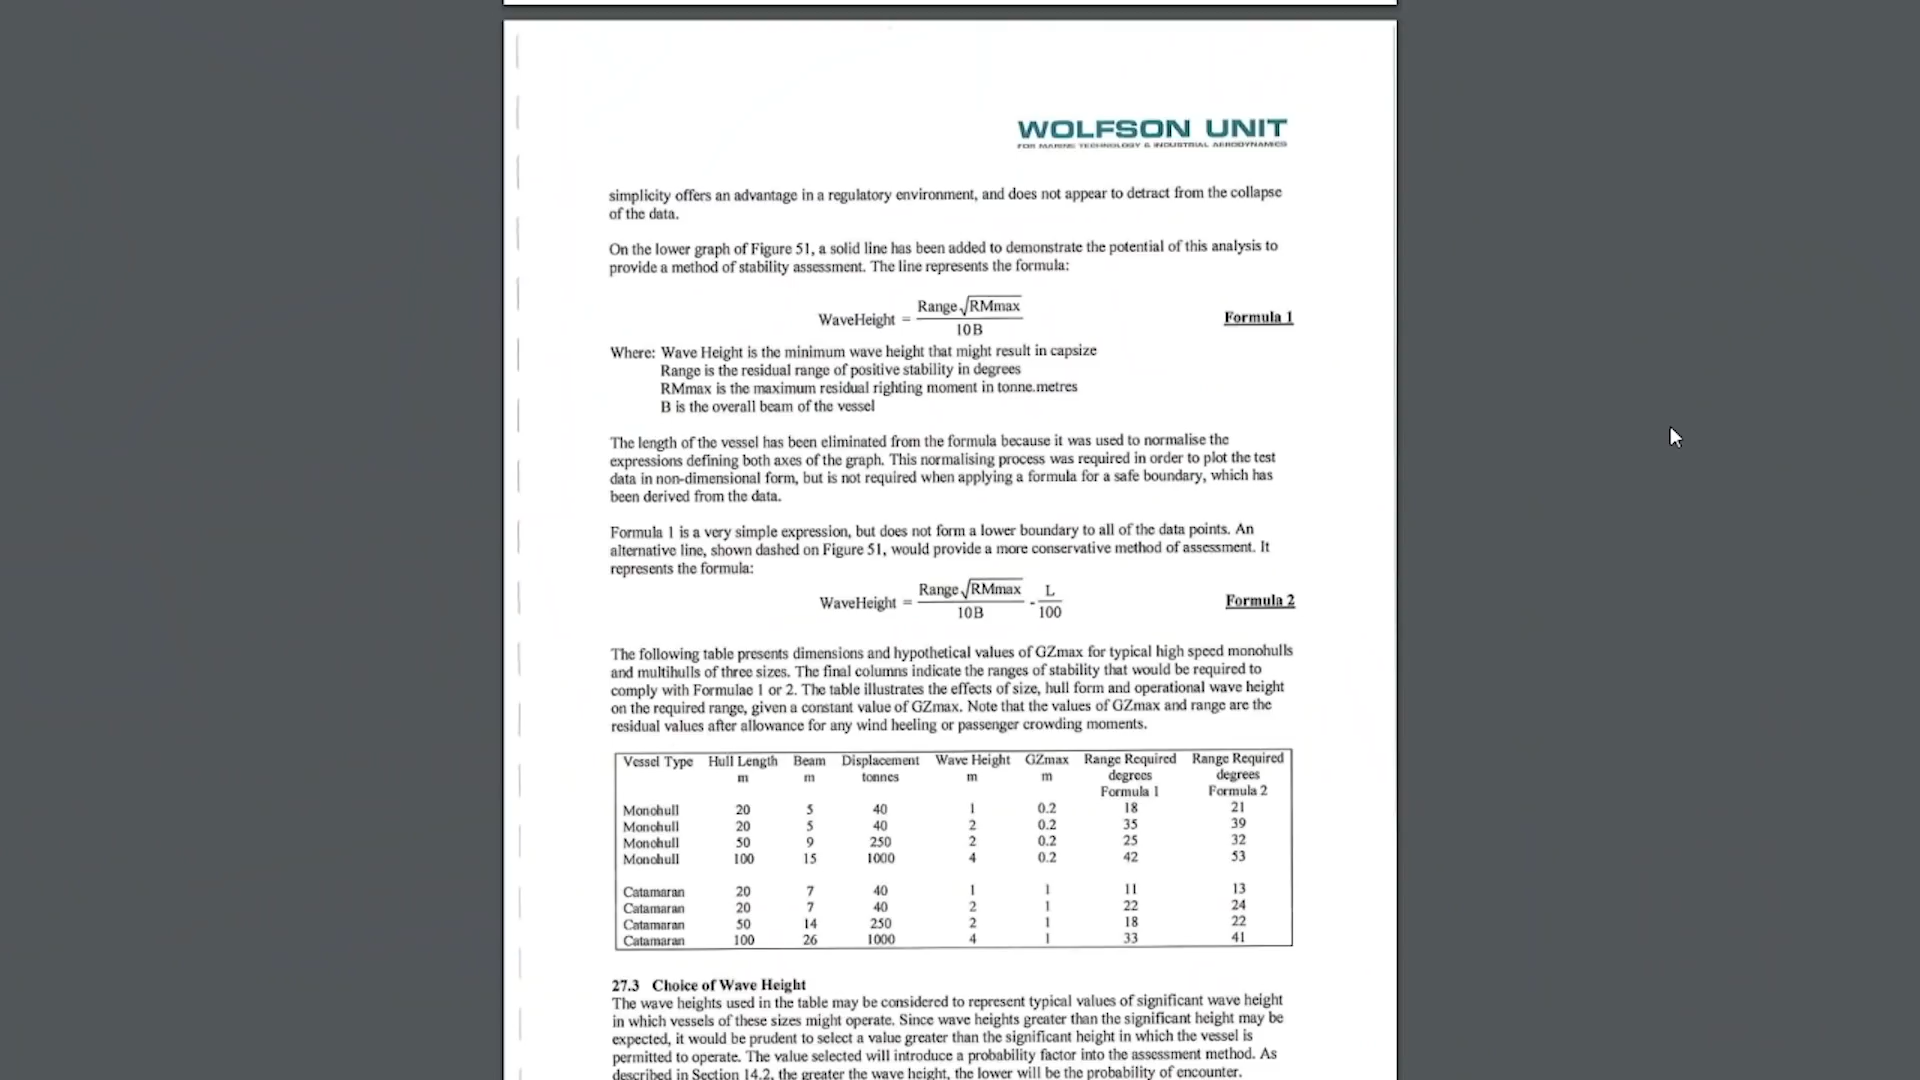 WOLFSON UNIT
FOR MARINE TECHNOLOGY & INDUSTRIAL AERODYNAMICS
simplicity offers an advantage in a regulatory environment, and does not appear to detract from the collapse
of the data.
On the lower graph of Figure 51, a solid line has been added to demonstrate the potential of this analysis to
provide a method of stability assessment. The line represents the formula:
WaveHeight = Range√RMmax / 10B Formula 1
Where: Wave Height is the minimum wave height that might result in capsize
Range is the residual range of positive stability in degrees
RMmax is the maximum residual righting moment in tonne.metres
B is the overall beam of the vessel
The length of the vessel has been eliminated from the formula because it was used to normalise the
expressions defining both axes of the graph. This normalising process was required in order to plot the test
data in non-dimensional form, but is not required when applying a formula for a safe boundary, which has
been derived from the data.
Formula 1 is a very simple expression, but does not form a lower boundary to all of the data points. An
alternative line, shown dashed on Figure 51, would provide a more conservative method of assessment. It
represents the formula:
WaveHeight = Range√RMmax / 10B - L / 100 Formula 2
The following table presents dimensions and hypothetical values of GZmax for typical high speed monohulls
and multihulls of three sizes. The final columns indicate the ranges of stability that would be required to
comply with Formulae 1 or 2. The table illustrates the effects of size, hull form and operational wave height
on the required range, given a constant value of GZmax. Note that the values of GZmax and range are the
residual values after allowance for any wind heeling or passenger crowding moments.
Vessel Type Hull Length Beam Displacement Wave Height GZmax Range Required Range Required
m m tonnes m m degrees degrees
Formula 1 Formula 2
Monohull 20 5 40 1 0.2 18 21
Monohull 20 5 40 2 0.2 35 39
Monohull 50 9 250 2 0.2 25 32
Monohull 100 15 1000 4 0.2 42 53
Catamaran 20 7 40 1 1 11 13
Catamaran 20 7 40 2 1 22 24
Catamaran 50 14 250 2 1 18 22
Catamaran 100 26 1000 4 1 33 41
27.3 Choice of Wave Height
The wave heights used in the table may be considered to represent typical values of significant wave height
in which vessels of these sizes might operate. Since wave heights greater than the significant height may be
expected, it would be prudent to select a value greater than the significant height in which the vessel is
permitted to operate. The value selected will introduce a probability factor into the assessment method. As
described in Section 14.2, the greater the wave height, the lower will be the probability of encounter.